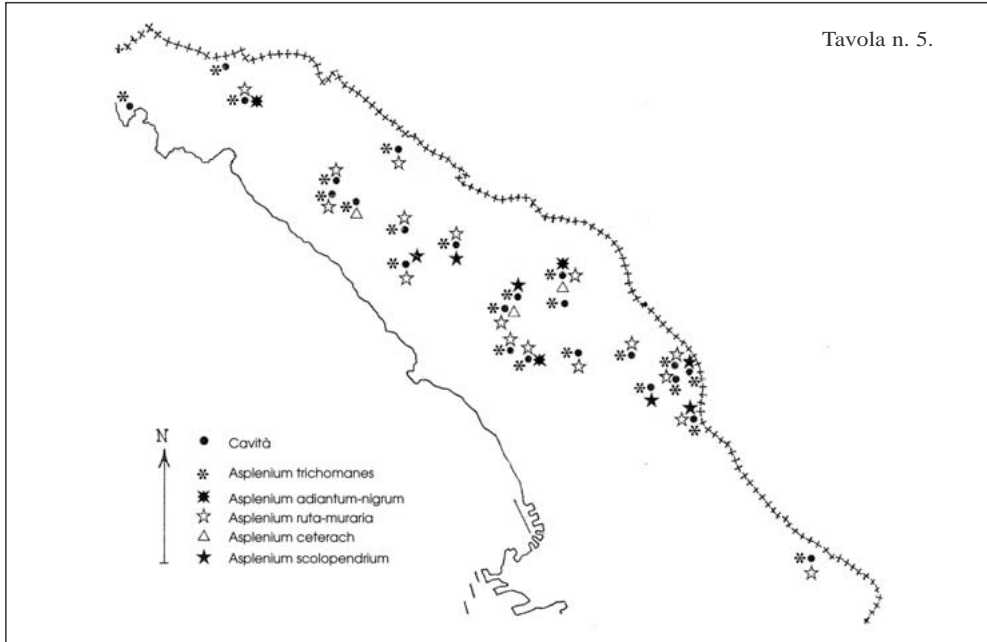 Tavola n. 5.
N
Cavità
Asplenium trichomanes
Asplenium adiantum-nigrum
Asplenium ruta-muraria
Asplenium ceterach
Asplenium scolopendrium